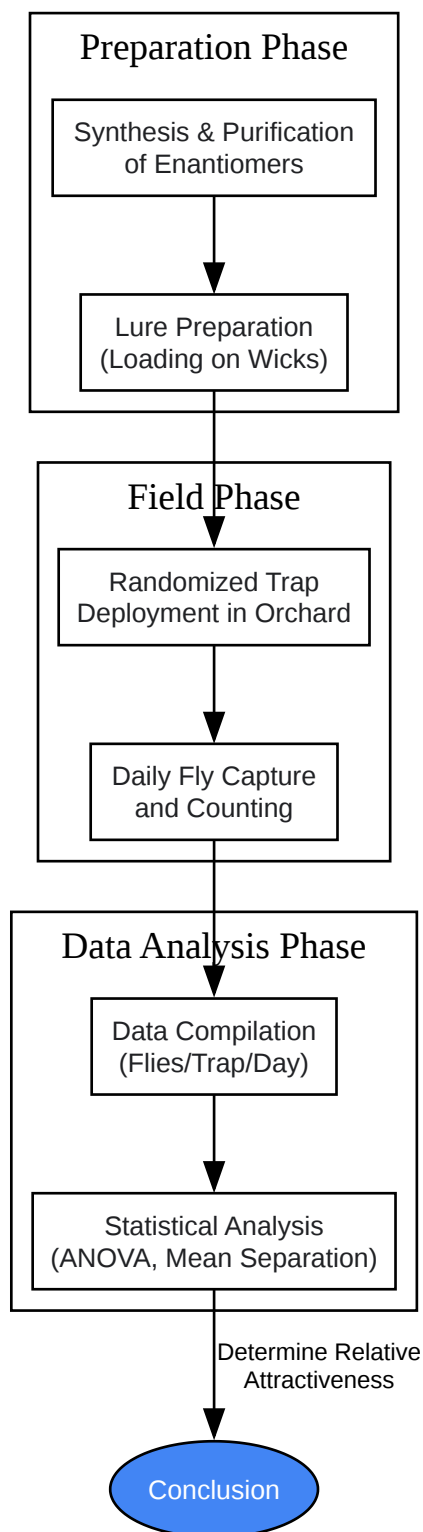 Preparation Phase
Synthesis & Purification
of Enantiomers
Lure Preparation
(Loading on Wicks)
Field Phase
Randomized Trap
Deployment in Orchard
Daily Fly Capture
and Counting
Data Analysis Phase
Data Compilation
(Flies/Trap/Day)
Statistical Analysis
(ANOVA, Mean Separation)
Determine Relative
Attractiveness
Conclusion